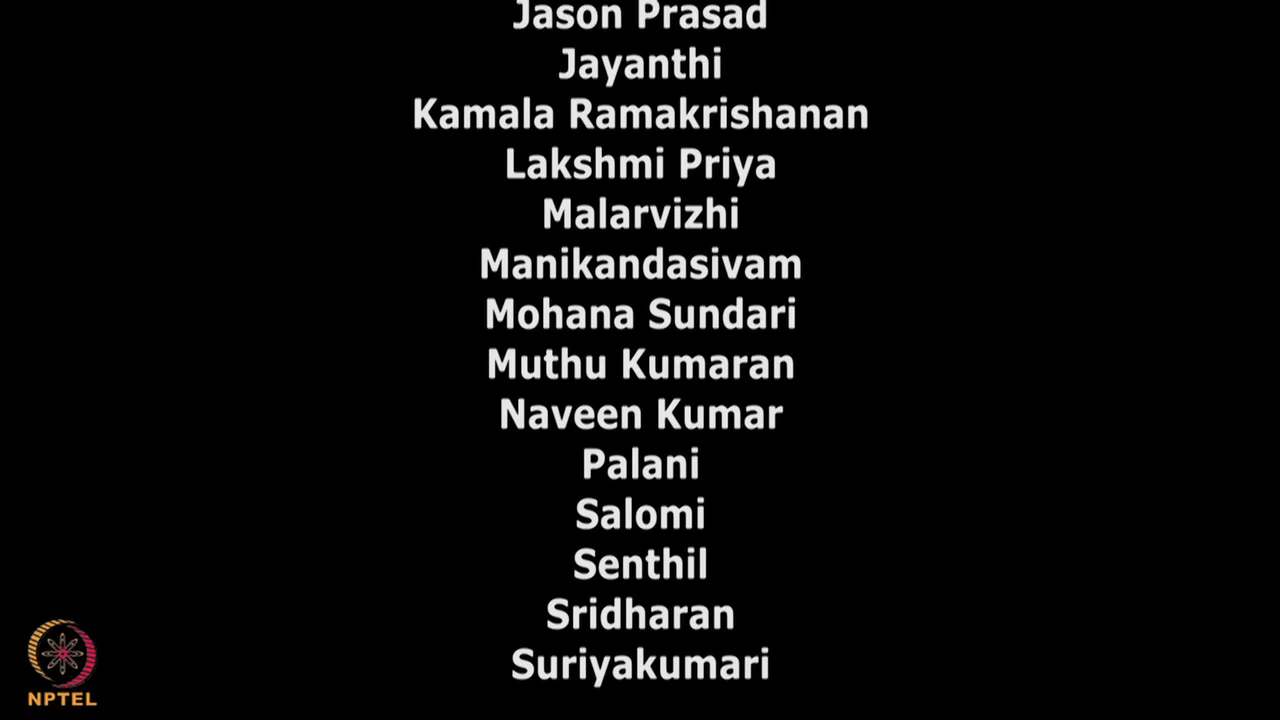 Jason Prasad
Jayanthi
Kamala Ramakrishanan
Lakshmi Priya
Malarvizhi
Manikandasivam
Mohana Sundari
Muthu Kumaran
Naveen Kumar
Palani
Salomi
Senthil
Sridharan
Suriyakumari
NPTEL